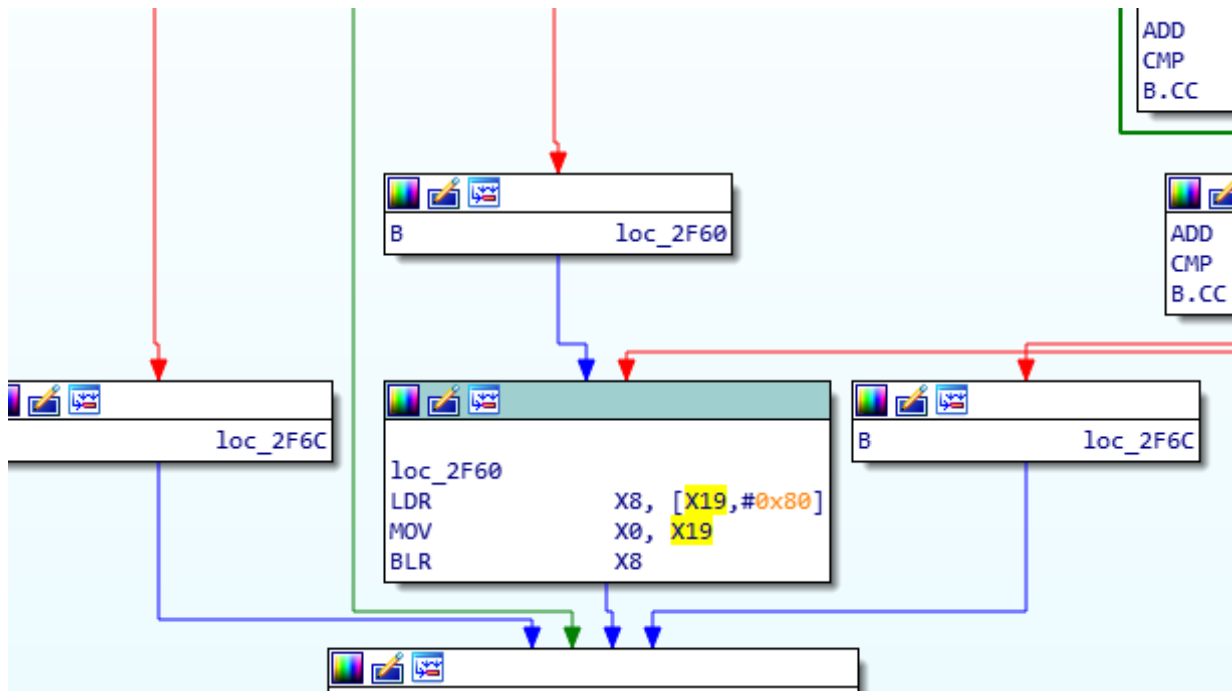 ADD
CMP
B.CC
B loc_2F60
ADD
CMP
B.CC
loc_2F6C
loc_2F60
LDR X8, [X19,#0x80]
MOV X0, X19
BLR X8
B loc_2F6C